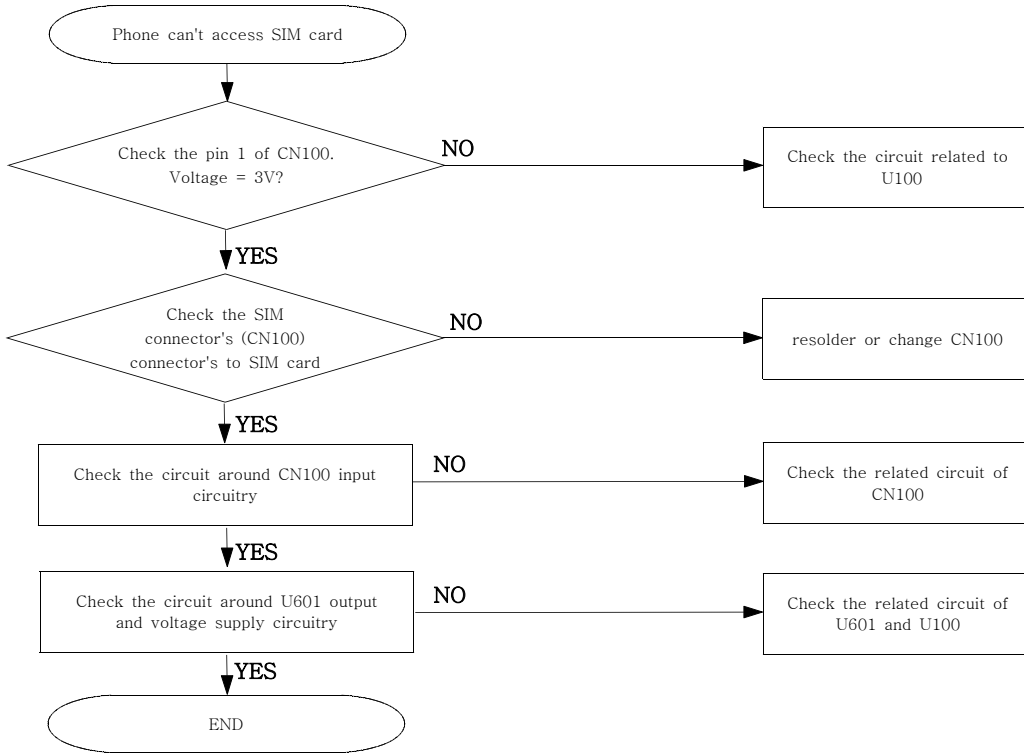 Phone can't access SIM card
Check the pin 1 of CN100.
Voltage = 3V?
NO
Check the circuit related to
U100
YES
Check the SIM
connector's (CN100)
connector's to SIM card
NO
resolder or change CN100
YES
Check the circuit around CN100 input
circuitry
NO
Check the related circuit of
CN100
YES
Check the circuit around U601 output
and voltage supply circuitry
NO
Check the related circuit of
U601 and U100
YES
END